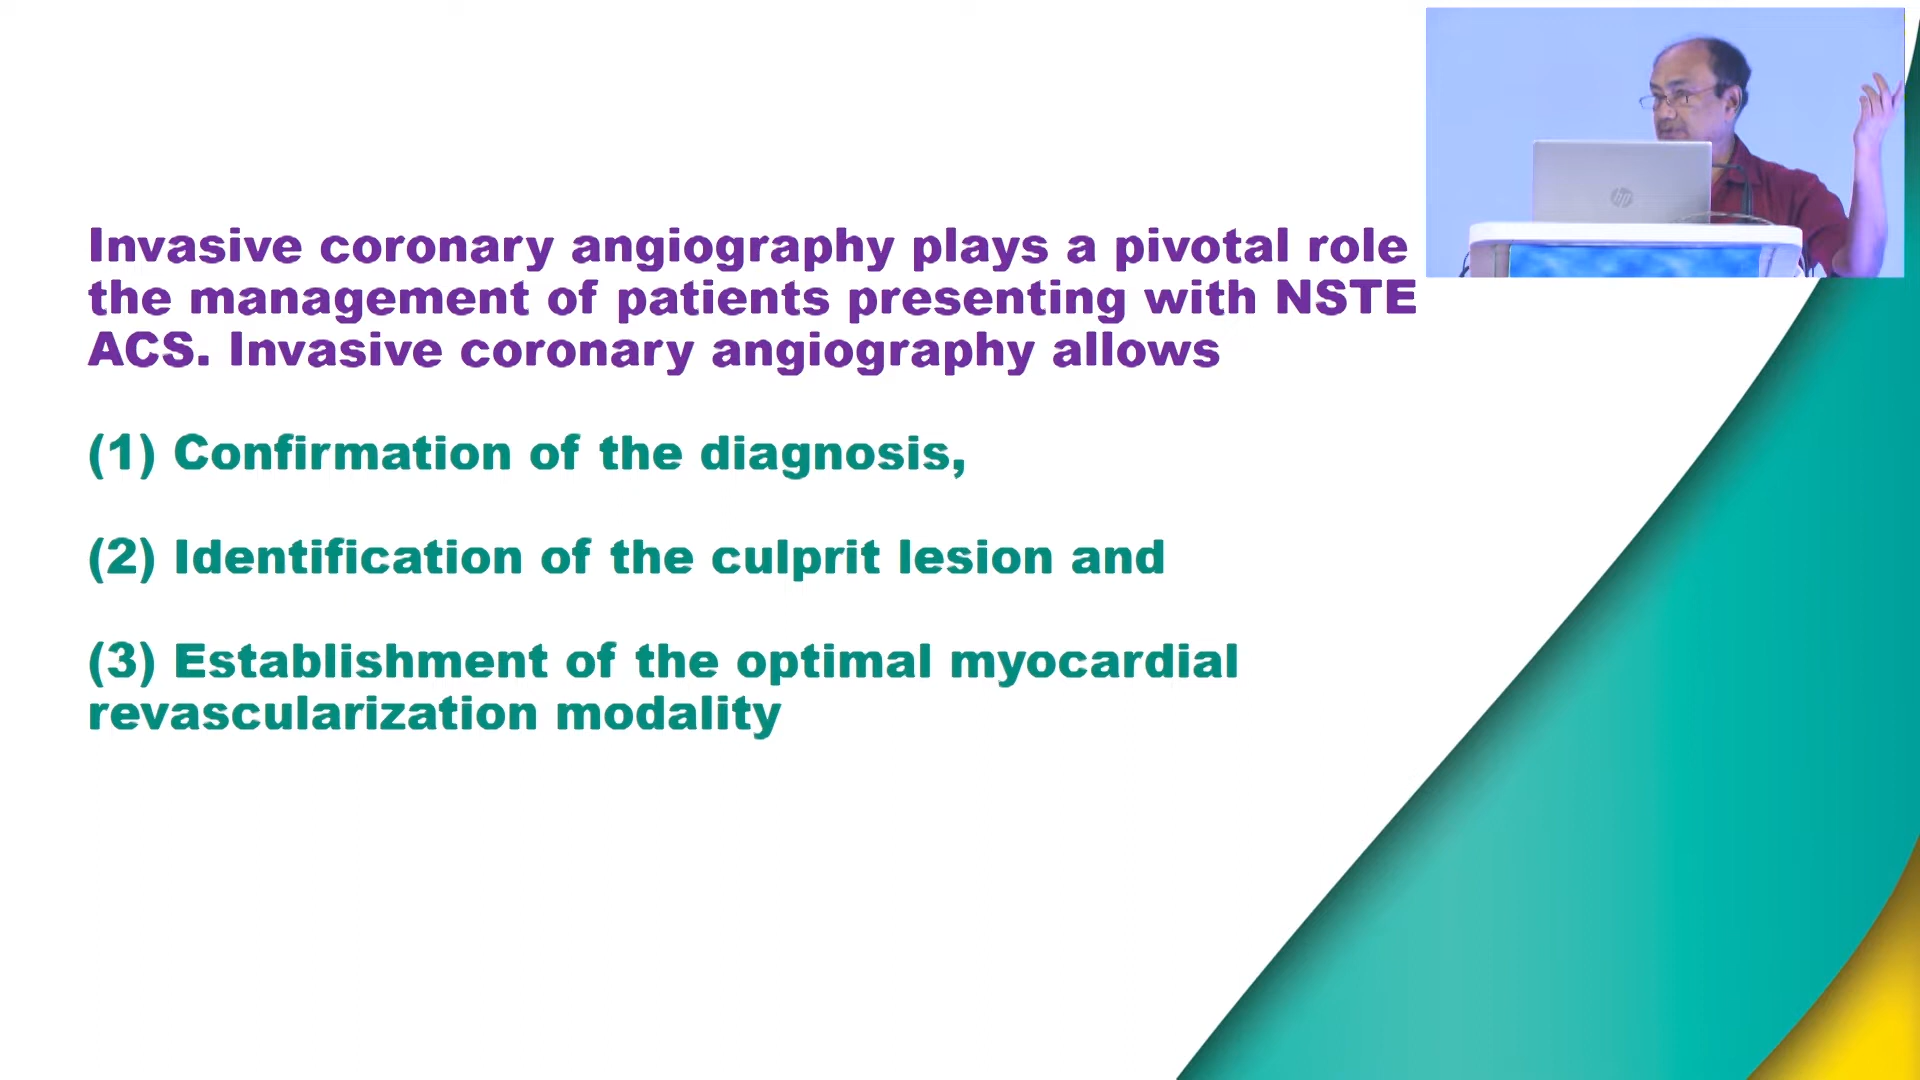 Invasive coronary angiography plays a pivotal role
the management of patients presenting with NSTE
ACS. Invasive coronary angiography allows
(1) Confirmation of the diagnosis,
(2) Identification of the culprit lesion and
(3) Establishment of the optimal myocardial
revascularization modality
hp